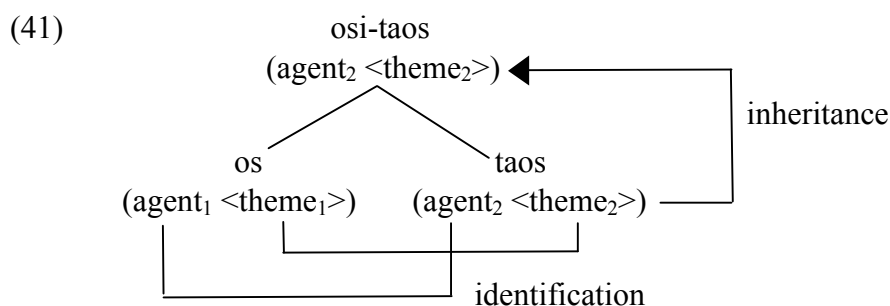 (41) osi-taos
(agent₂ <theme₂>)
inheritance
os taos
(agent₁ <theme₁>) (agent₂ <theme₂>)
identification